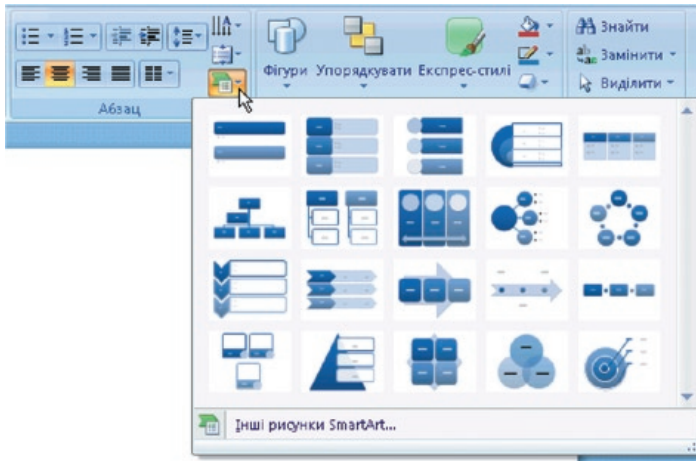 Знайти
Замінити
Виділити
Фігури Упорядкувати Експрес-стилі
Абзац
Інші рисунки SmartArt...